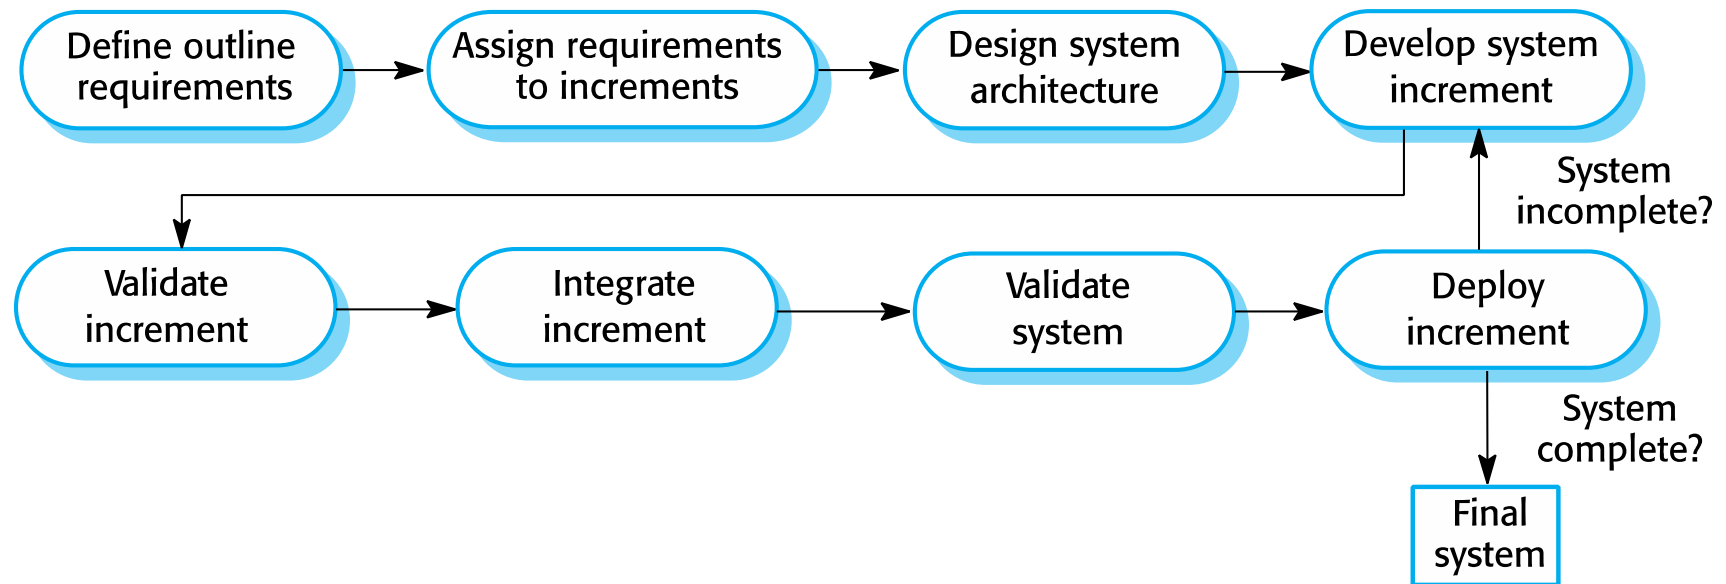 Define outline
requirements
Assign requirements
to increments
Design system
architecture
Develop system
increment
System
incomplete?
Validate
increment
Integrate
increment
Validate
system
Deploy
increment
System
complete?
Final
system